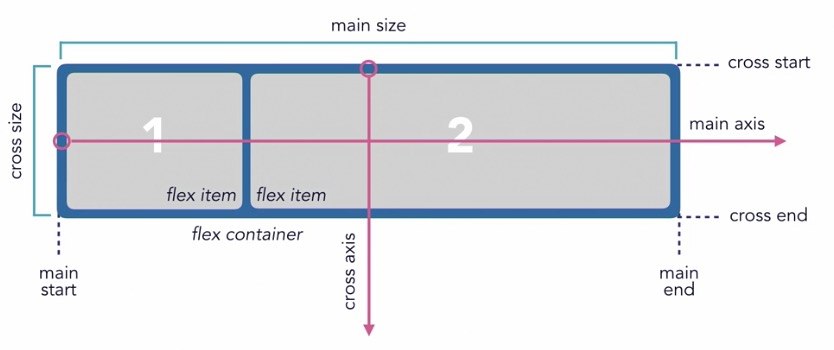 main size
cross start
cross size
1
2
main axis
flex item
flex item
cross end
flex container
cross axis
main
start
main
end